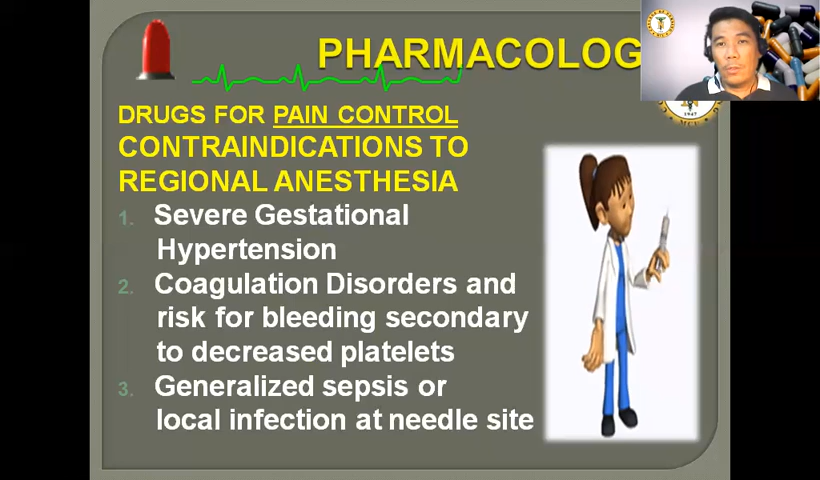 PHARMACOLOG
DRUGS FOR PAIN CONTROL
CONTRAINDICATIONS TO
REGIONAL ANESTHESIA
1. Severe Gestational
Hypertension
2. Coagulation Disorders and
risk for bleeding secondary
to decreased platelets
3. Generalized sepsis or
local infection at needle site
1947